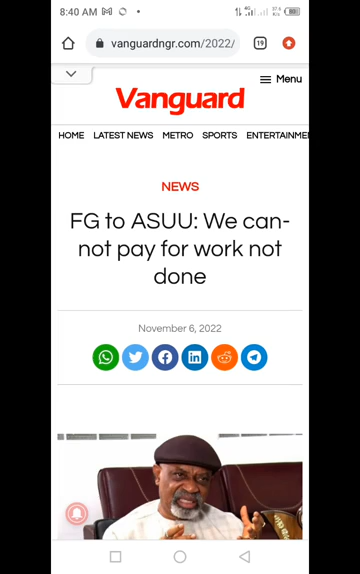 8:40 AM
vanguardngr.com/2022/
19
Menu
Vanguard
HOME LATEST NEWS METRO SPORTS ENTERTAINME
NEWS
FG to ASUU: We can-
not pay for work not
done
November 6, 2022